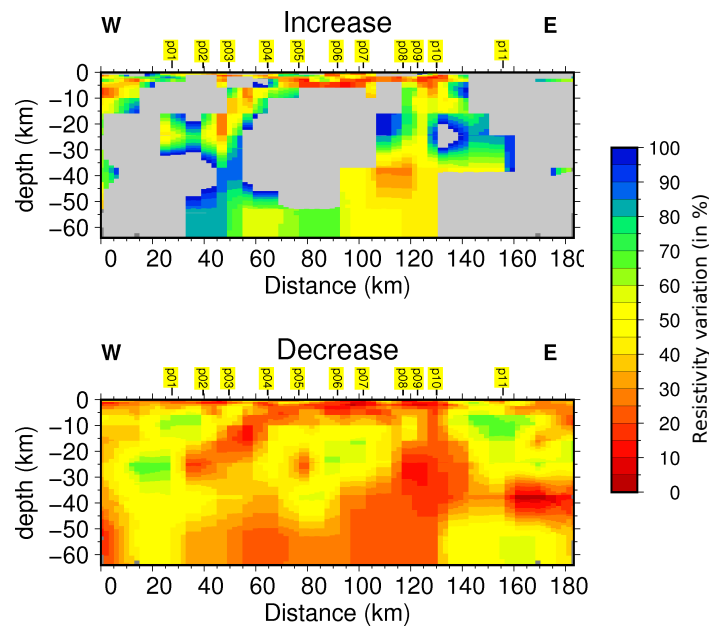 W Increase E
p01 p02 p03 p04 p05 p06 p07 p08 p09 p10 p11
0
−10
−20
−30
−40
−50
−60
depth (km)
0 20 40 60 80 100 120 140 160 180
Distance (km)
W Decrease E
p01 p02 p03 p04 p05 p06 p07 p08 p09 p10 p11
0
−10
−20
−30
−40
−50
−60
depth (km)
0 20 40 60 80 100 120 140 160 180
Distance (km)
100
90
80
70
60
50
40
30
20
10
0
Resistivity variation (in %)